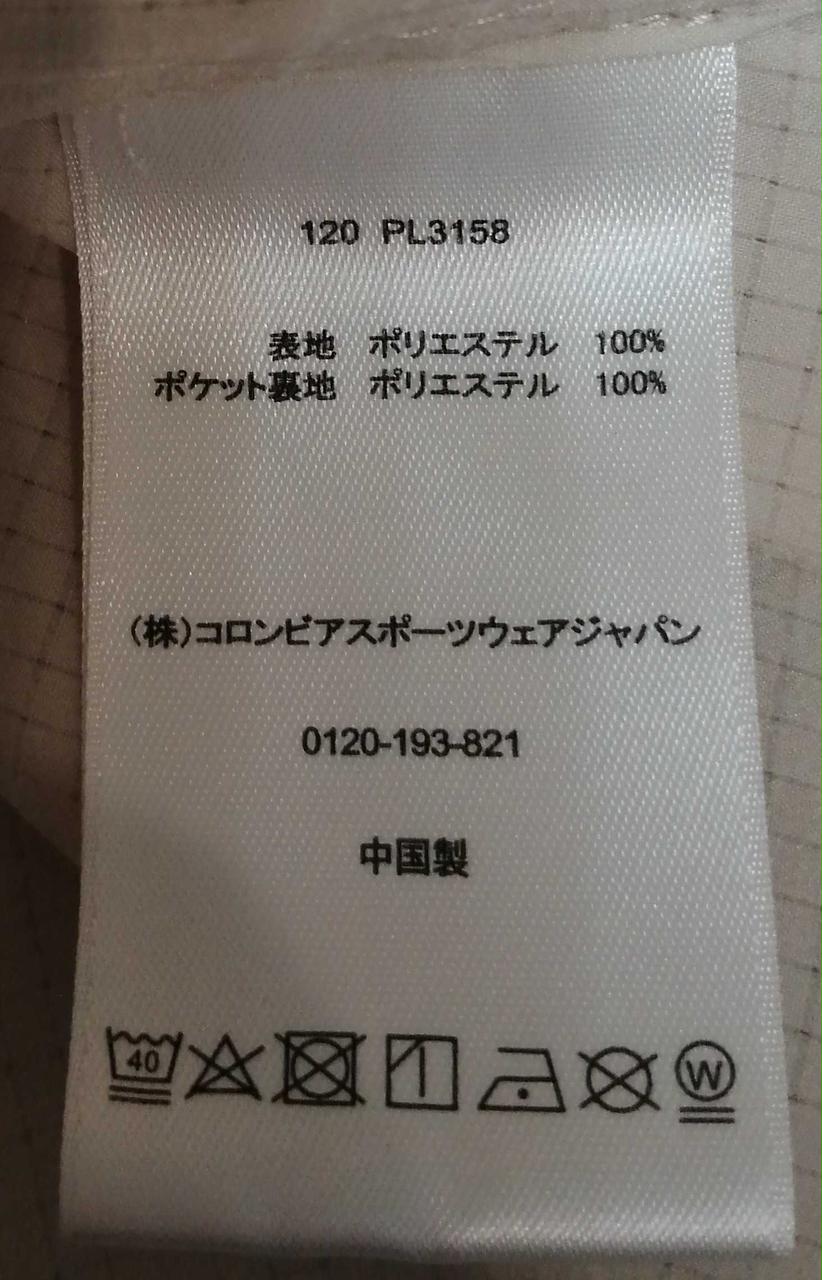 120 PL3158
表地 ポリエステル 100%
ポケット裏地 ポリエステル 100%
(株)コロンビアスポーツウェアジャパン
0120-193-821
中国製
40 W